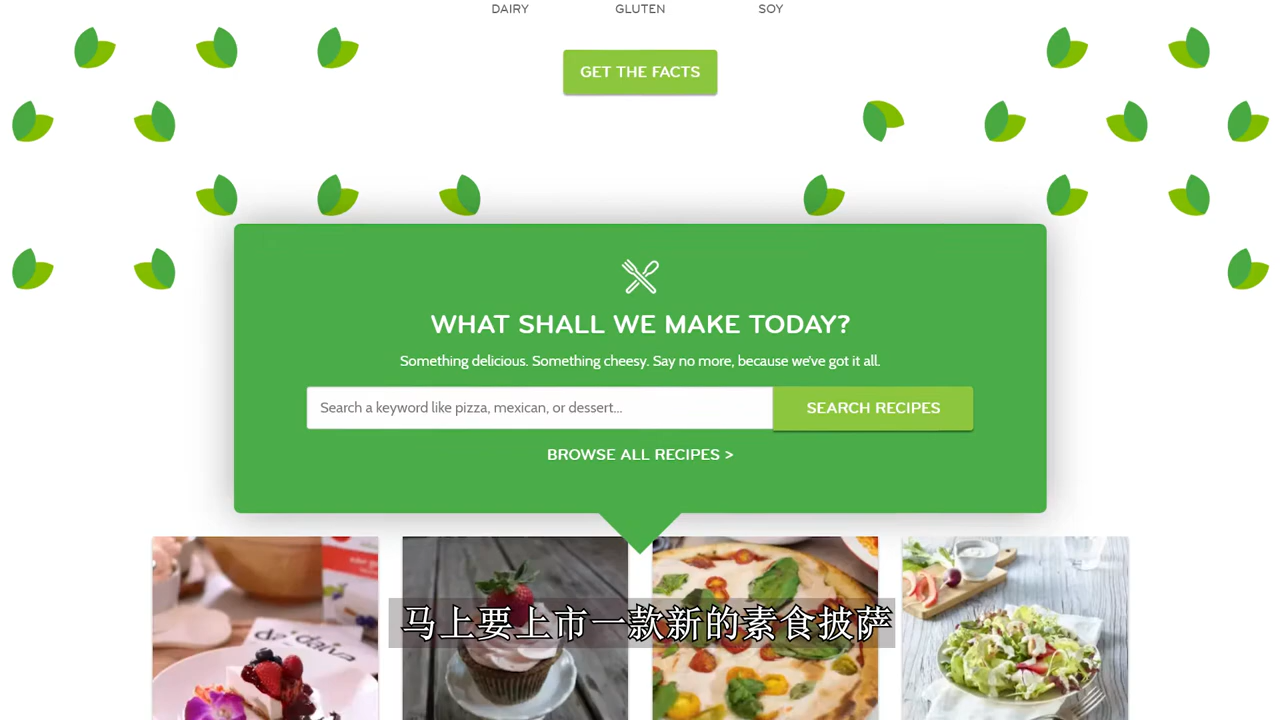 DAIRY GLUTEN SOY
GET THE FACTS
WHAT SHALL WE MAKE TODAY?
Something delicious. Something cheesy. Say no more, because we've got it all.
Search a keyword like pizza, mexican, or dessert... SEARCH RECIPES
BROWSE ALL RECIPES >
马上要上市一款新的素食披萨